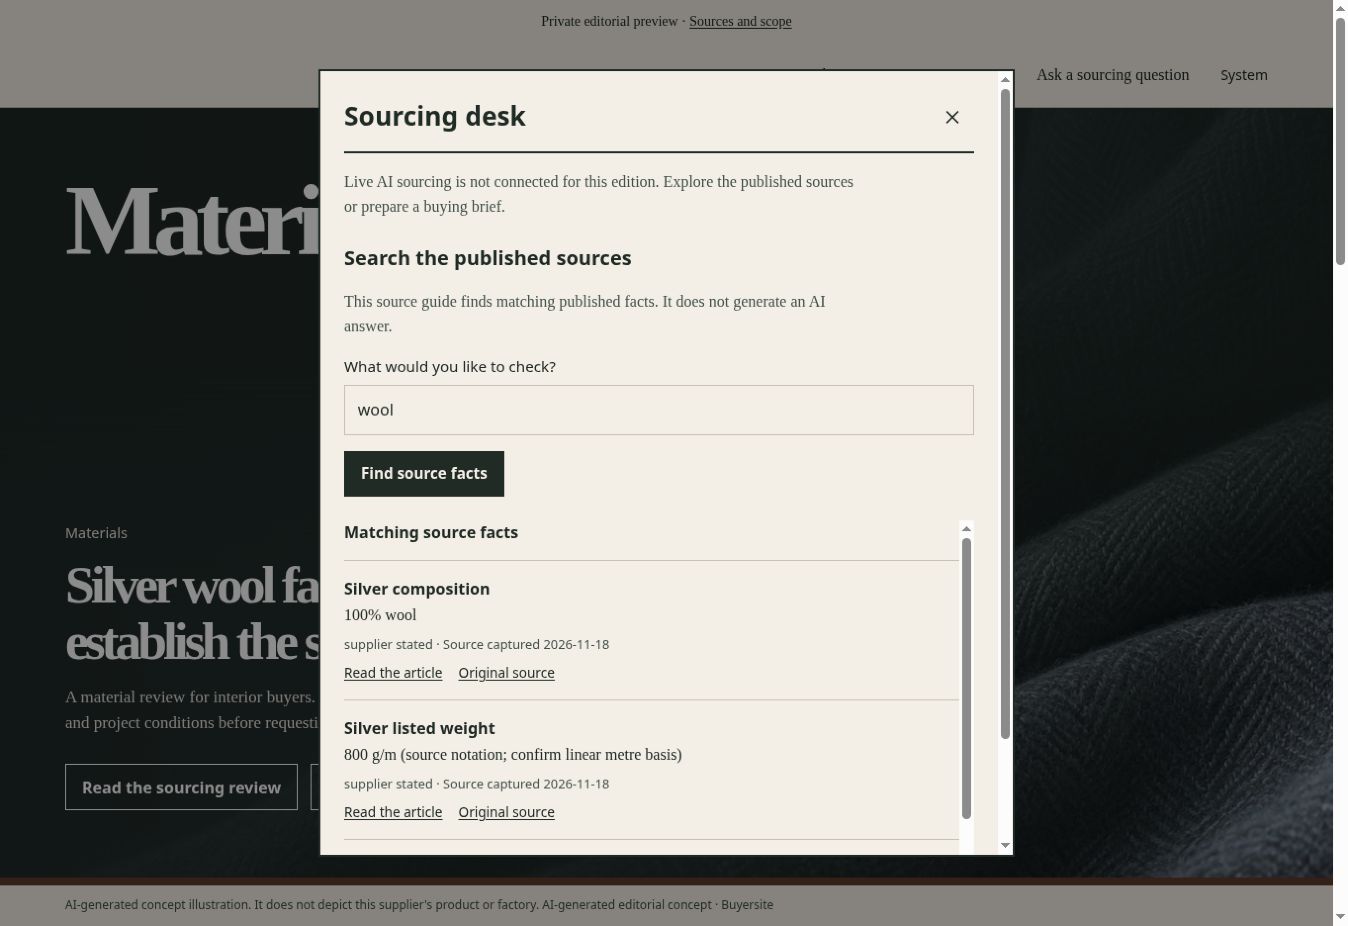 Private editorial preview · Sources and scope
Ask a sourcing question
System
Materi
Materials
Silver wool fa
establish the s
A material review for interior buyers.
and project conditions before requesti
Read the sourcing review
Sourcing desk
Live AI sourcing is not connected for this edition. Explore the published sources
or prepare a buying brief.
Search the published sources
This source guide finds matching published facts. It does not generate an AI
answer.
What would you like to check?
wool
Find source facts
Matching source facts
Silver composition
100% wool
supplier stated · Source captured 2026-11-18
Read the article
Original source
Silver listed weight
800 g/m (source notation; confirm linear metre basis)
supplier stated · Source captured 2026-11-18
Read the article
Original source
AI-generated concept illustration. It does not depict this supplier's product or factory. AI-generated editorial concept · Buyersite